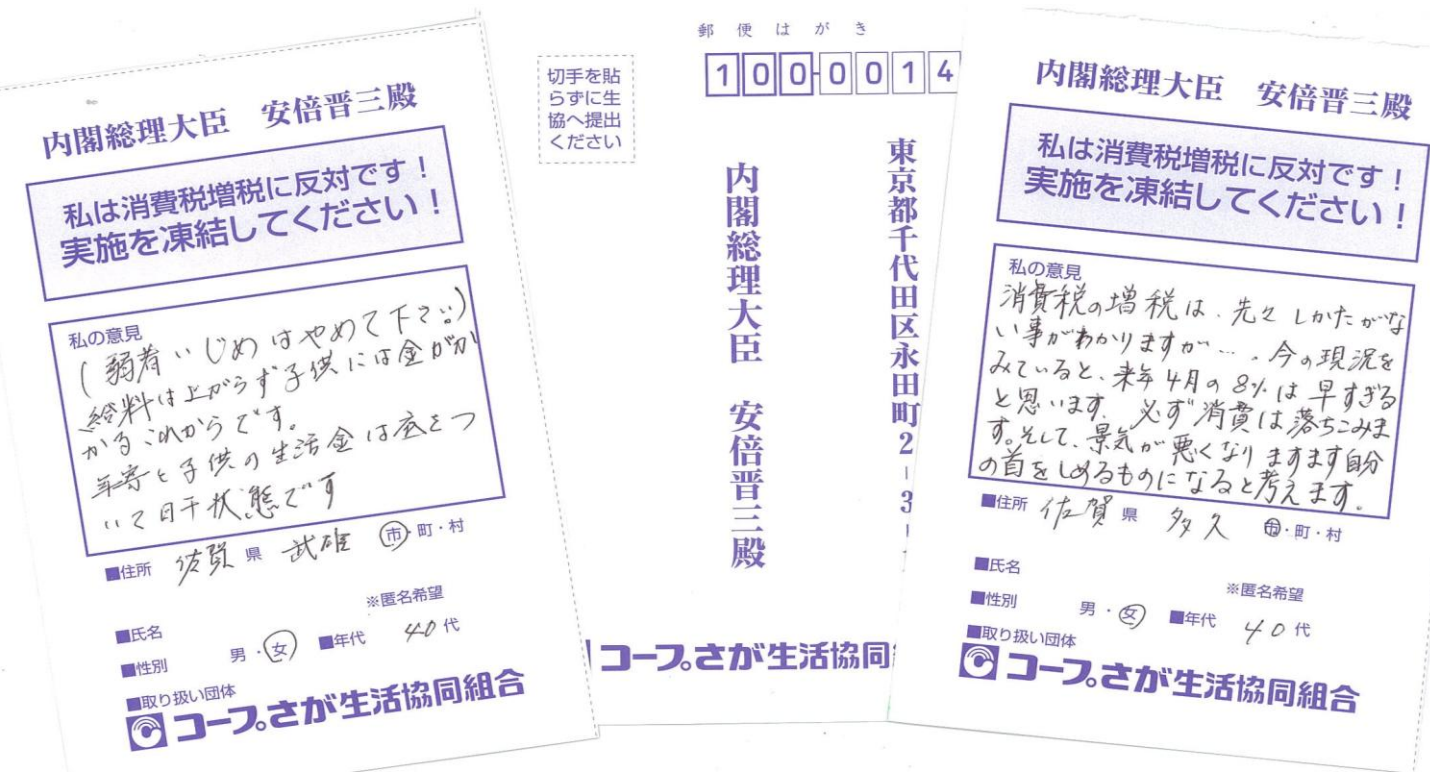 内閣総理大臣 安倍晋三殿
私は消費税増税に反対です!
実施を凍結してください!
私の意見
(弱者いじめはやめて下さい)
給料は上がらず子供には金がか
かるこれからです。
年寄と子供の生活金は底をつ
いて日干状態です
■住所 佐賀 県 武雄 市・町・村
※匿名希望
■氏名
■性別 男・女 ■年代 40代
■取り扱い団体
コープさが生活協同組合
郵便はがき
100-0014
切手を貼
らずに生
協へ提出
ください
東京都千代田区永田町2-3-
内閣総理大臣 安倍晋三殿
コープさが生活協同
内閣総理大臣 安倍晋三殿
私は消費税増税に反対です!
実施を凍結してください!
私の意見
消費税の増税は、先々しかたがな
い事がわかりますが…、今の現況を
みていると、来年4月の8%は早すぎる
と思います。必ず消費は落ちこみま
す。そして、景気が悪くなりますます自分
の首をしめるものになると考えます。
■住所 佐賀 県 多久 市・町・村
■氏名
※匿名希望
■性別 男・女 ■年代 40代
■取り扱い団体
コープさが生活協同組合